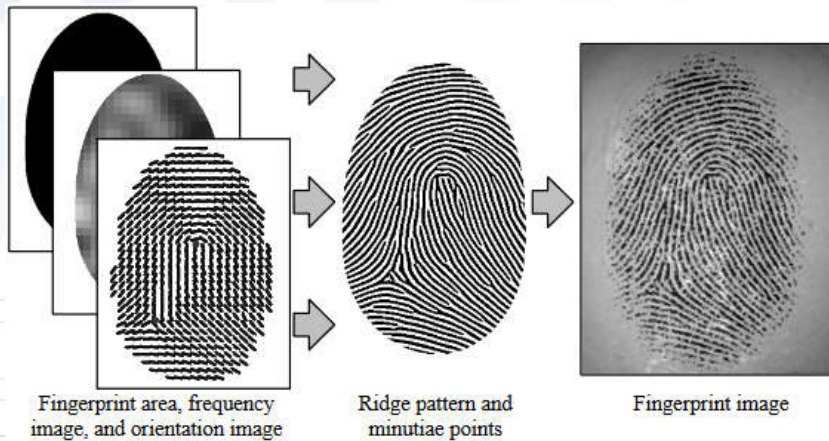 Fingerprint area, frequency
image, and orientation image
Ridge pattern and
minutiae points
Fingerprint image